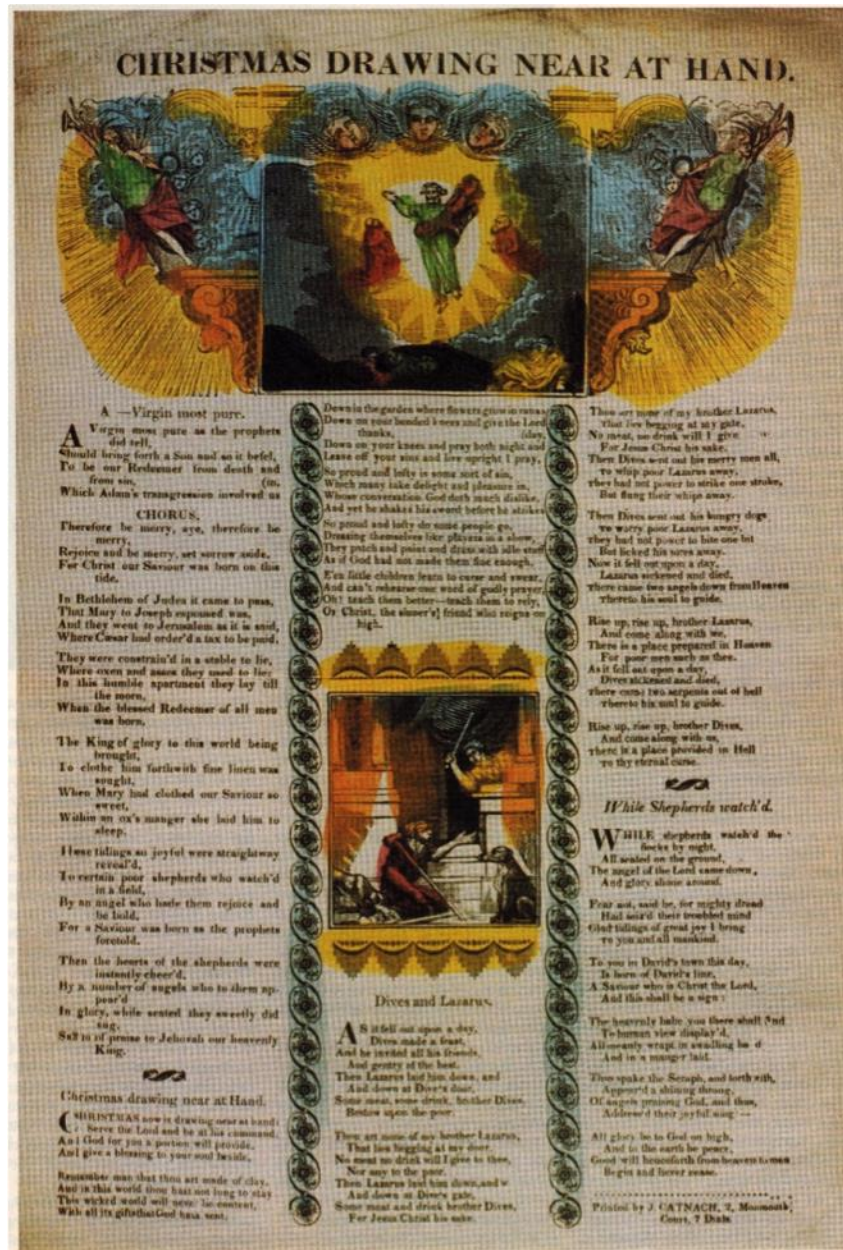 CHRISTMAS DRAWING NEAR AT HAND.
A —Virgin most pure.
A Virgin most pure as the prophets
did tell,
Should bring forth a Son and so it befel,
To be our Redeemer from death and
from sin, (in.
Which Adam's transgression involved us
CHORUS.
Therefore be merry, aye, therefore be
merry,
Rejoice and be merry, set sorrow aside,
For Christ our Saviour was born on this
tide.
In Bethlehem of Judea it came to pass,
That Mary to Joseph espoused was,
And they went to Jerusalem as it is said,
Where Cæsar had order'd a tax to be paid.
They were constrain'd in a stable to lie,
Where oxen and asses they used to lie;
In this humble apartment they lay till
the morn,
When the blessed Redeemer of all men
was born,
The King of glory to this world being
brought,
To clothe him forthwith fine linen was
sought,
When Mary had clothed our Saviour so
sweet,
Within an ox's manger she laid him to
sleep.
These tidings so joyful were straightway
reveal'd,
To certain poor shepherds who watch'd
in a field,
By an angel who bade them rejoice and
be bold,
For a Saviour was born as the prophets
foretold.
Then the hearts of the shepherds were
instantly cheer'd,
By a number of angels who to them ap-
pear'd
In glory, while seated they sweetly did
sug.
of praise to Jehovah our heavenly
King.
Christmas drawing near at Hand.
CHRISTMAS now is drawing near at hand:
Serve the Lord and be at his command,
And God for you a portion will provide,
And give a blessing to your soul beside.
Remember man that thou art made of clay,
And in this world thou hast not long to stay
This wicked world will never be content,
With all its gifts that God hath sent.
Down in the garden where flowers grow in
Down on your bended knees and give the Lord
thanks, (day,
Down on your knees and pray both night and
Leave off your sins and live upright I pray,
So proud and lofty is some sort of sin,
Which many take delight and pleasure in,
Whose conversation God doth much dislike,
And yet he shakes his sword before he strikes
So proud and lofty do some people go,
Dressing themselves like players in a show,
They patch and paint and dress with idle stuff
As if God had not made them fine enough.
E'en little children learn to curse and swear,
And can't rehearse one word of godly prayer,
Oh! teach them better—teach them to rely,
On Christ, the sinner's friend who reigns on
high.
Dives and Lazarus.
AS it fell out upon a day,
Dives made a feast,
And he invited all his friends,
And gentry of the best.
Then Lazarus laid him down, and
And down at Dive's door,
Some meat, some drink, brother Dives,
Bestow upon the poor.
Thou art none of my brother Lazarus,
That lies begging at my door,
No meat no drink will I give to thee,
Nor any to the poor.
Then Lazarus laid him down, and
And down at Dive's gate,
Some meat and drink brother Dives,
For Jesus Christ his sake.
Thou art none of my brother Lazarus,
That lies begging at my gate,
No meat, no drink will I give
For Jesus Christ his sake.
Then Dives sent out his merry men all,
To whip poor Lazarus away,
They had not power to strike one stroke,
But flung their whips away.
Then Dives sent out his hungry dogs
To worry poor Lazarus away,
They had not power to bite one bit
But licked his sores away.
Now it fell out upon a day,
Lazarus sickened and died,
There came two angels down from Heaven
Thereto his soul to guide.
Rise up, rise up, brother Lazarus,
And come along with we,
There is a place prepared in Heaven
For poor men such as thee.
As it fell out upon a day,
Dives sickened and died,
There came two serpents out of hell
Thereto his soul to guide.
Rise up, rise up, brother Dives,
And come along with us,
There is a place provided in Hell
To thy eternal curse.
While Shepherds watch'd.
WHILE shepherds watch'd the
flocks by night,
All seated on the ground,
The angel of the Lord came down,
And glory shone around.
Fear not, said he, for mighty dread
Had seiz'd their troubled mind
Glad tidings of great joy I bring
To you and all mankind.
To you in David's town this day,
Is born of David's line,
A Saviour who is Christ the Lord,
And this shall be a sign:
The heavenly babe you there shall find
To human view display'd,
All meanly wrapt in swadling
And in a manger laid.
Thus spake the Seraph, and forth with,
Appear'd a shining throng,
Of angels praising God, and thus,
Address'd their joyful song:—
All glory be to God on high,
And to the earth be peace,
Good will henceforth from heaven to men
Begin and never cease.
Printed by J. CATNACH, 2, Monmouth
Court, 7 Dials